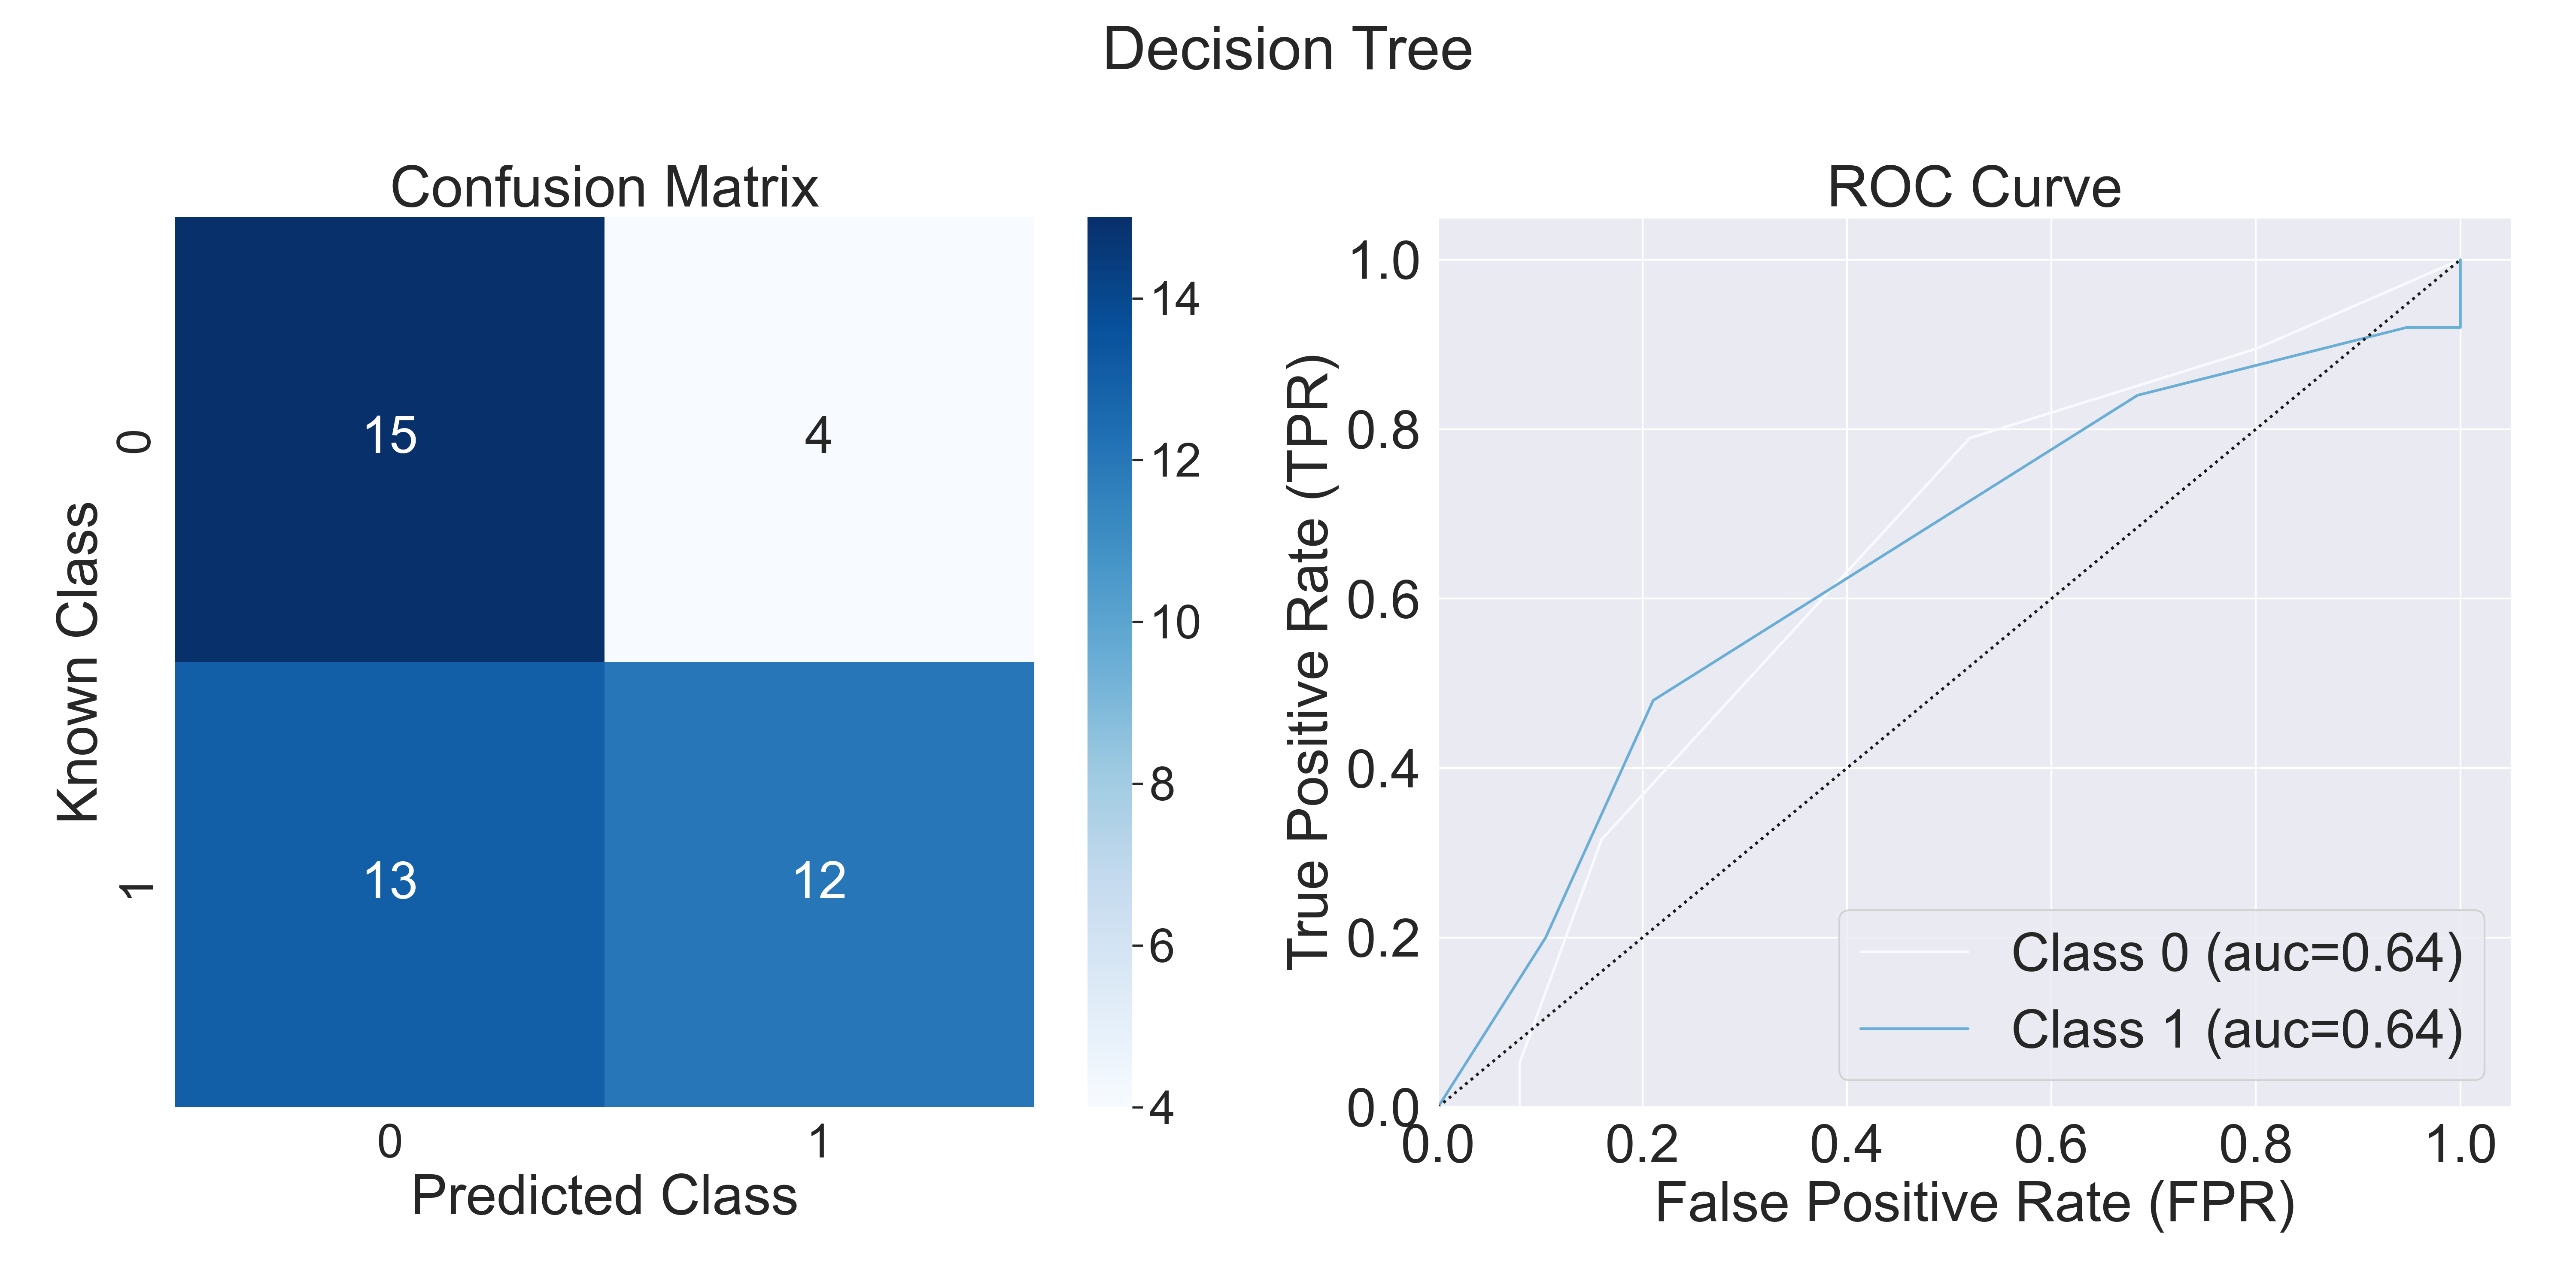 Decision Tree
Confusion Matrix
Known Class
0
1
15
4
13
12
0
1
Predicted Class
14
12
10
8
6
4
ROC Curve
True Positive Rate (TPR)
1.0
0.8
0.6
0.4
0.2
0.0
Class 0 (auc=0.64)
Class 1 (auc=0.64)
0.0
0.2
0.4
0.6
0.8
1.0
False Positive Rate (FPR)